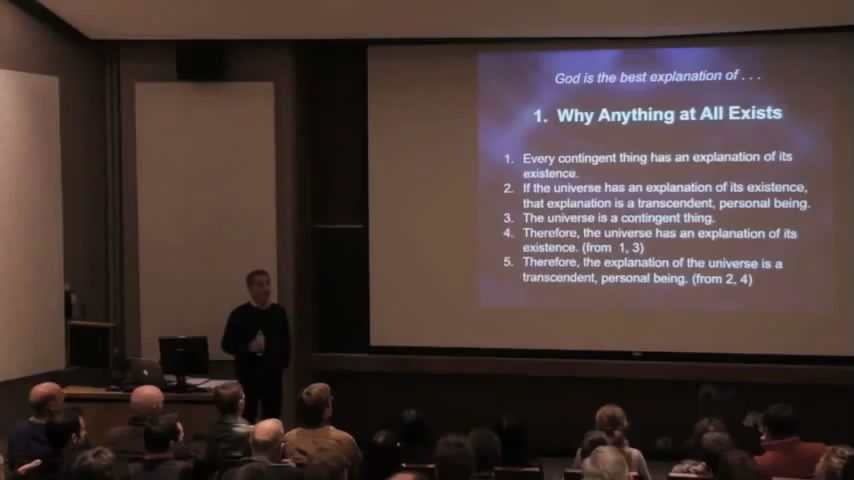 God is the best explanation of . . .
1. Why Anything at All Exists
1. Every contingent thing has an explanation of its
existence.
2. If the universe has an explanation of its existence,
that explanation is a transcendent, personal being.
3. The universe is a contingent thing.
4. Therefore, the universe has an explanation of its
existence. (from 1, 3)
5. Therefore, the explanation of the universe is a
transcendent, personal being. (from 2, 4)